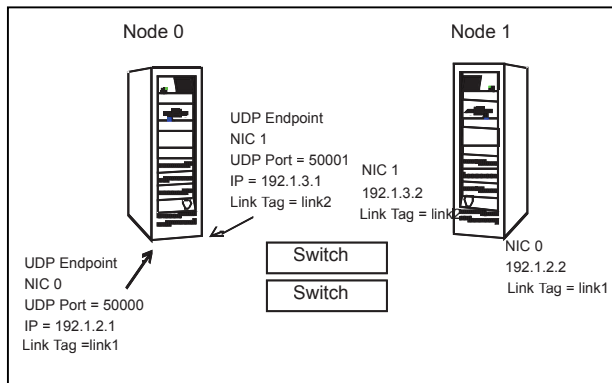 Node 0
Node 1
UDP Endpoint
NIC 1
UDP Port = 50001
IP = 192.1.3.1
Link Tag = link2
NIC 1
192.1.3.2
Link Tag = link2
NIC 0
192.1.2.2
Link Tag = link1
Switch
Switch
UDP Endpoint
NIC 0
UDP Port = 50000
IP = 192.1.2.1
Link Tag =link1